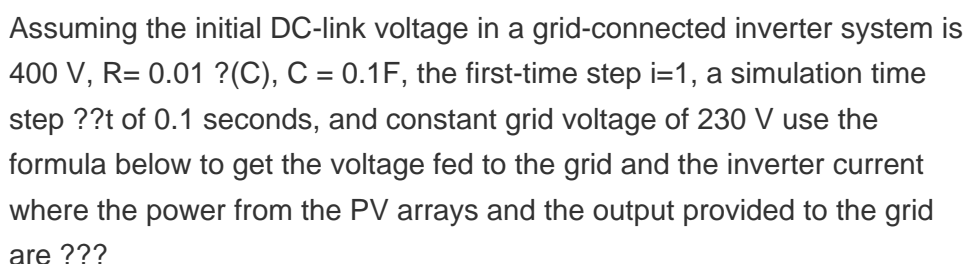 Assuming the initial DC-link voltage in a grid-connected inverter system is
400 V, R= 0.01 ?(C), C = 0.1F, the first-time step i=1, a simulation time
step ??t of 0.1 seconds, and constant grid voltage of 230 V use the
formula below to get the voltage fed to the grid and the inverter current
where the power from the PV arrays and the output provided to the grid
are ???